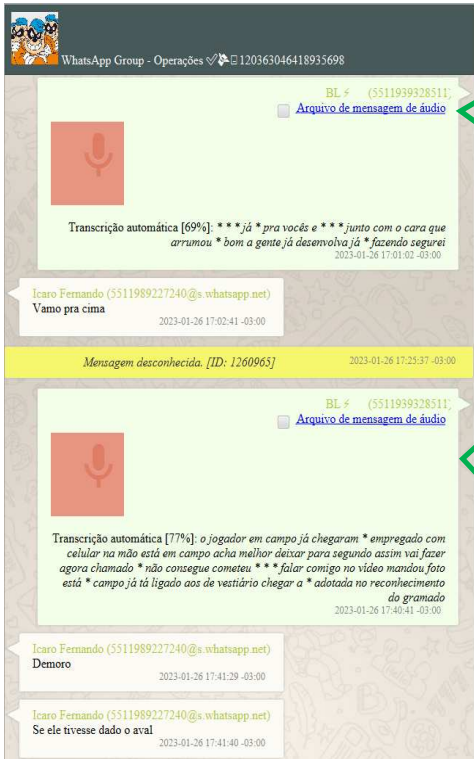 WhatsApp Group - Operações 120363046418935698
BL⚡ (5511939328511)
Arquivo de mensagem de áudio
Transcrição automática [69%]: * * * já * pra vocês e * * * junto com o cara que
arrumou * bom a gente já desenvolva já * fazendo segurei
2023-01-26 17:01:02 -03:00
Icaro Fernando (5511989227240@s.whatsapp.net)
Vamo pra cima
2023-01-26 17:02:41 -03:00
Mensagem desconhecida. [ID: 1260965]
2023-01-26 17:25:37 -03:00
BL⚡ (5511939328511)
Arquivo de mensagem de áudio
Transcrição automática [77%]: o jogador em campo já chegaram * empregado com
celular na mão está em campo acha melhor deixar para segundo assim vai fazer
agora chamado * não consegue cometeu * * * falar comigo no vídeo mandou foto
está * campo já tá ligado aos de vestiário chegar a * adotada no reconhecimento
do gramado
2023-01-26 17:40:41 -03:00
Icaro Fernando (5511989227240@s.whatsapp.net)
Demoro
2023-01-26 17:41:29 -03:00
Icaro Fernando (5511989227240@s.whatsapp.net)
Se ele tivesse dado o aval
2023-01-26 17:41:40 -03:00